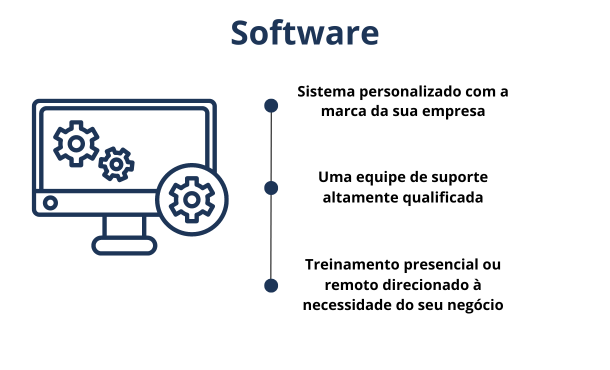 Software
Sistema personalizado com a
marca da sua empresa
Uma equipe de suporte
altamente qualificada
Treinamento presencial ou
remoto direcionado à
necessidade do seu negócio